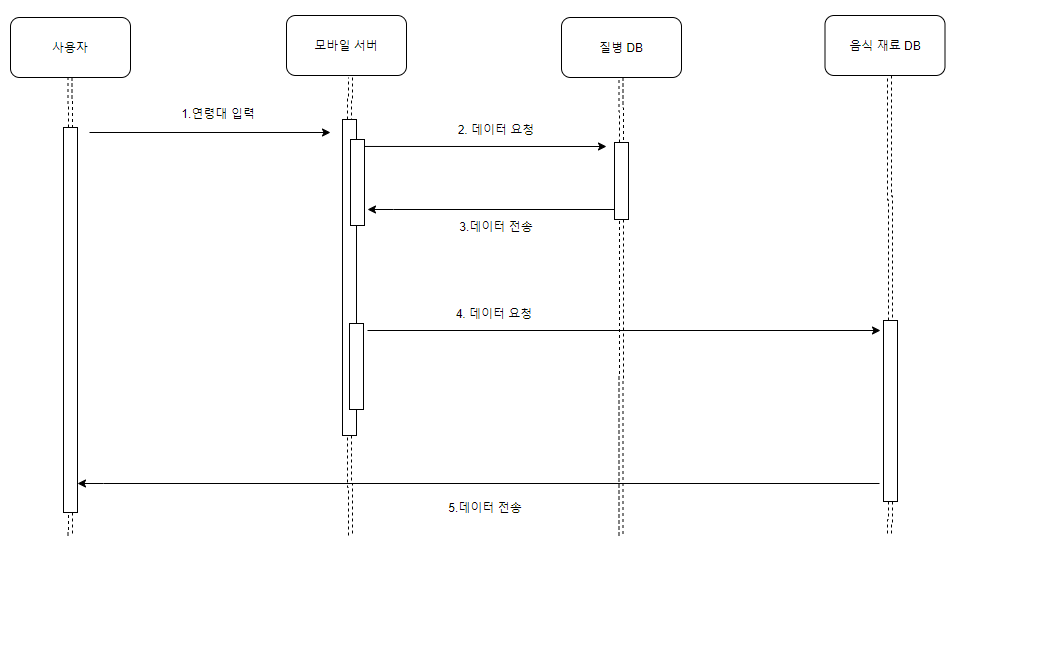 사용자
모바일 서버
질병 DB
음식 재료 DB
1.연령대 입력
2. 데이터 요청
3.데이터 전송
4. 데이터 요청
5.데이터 전송